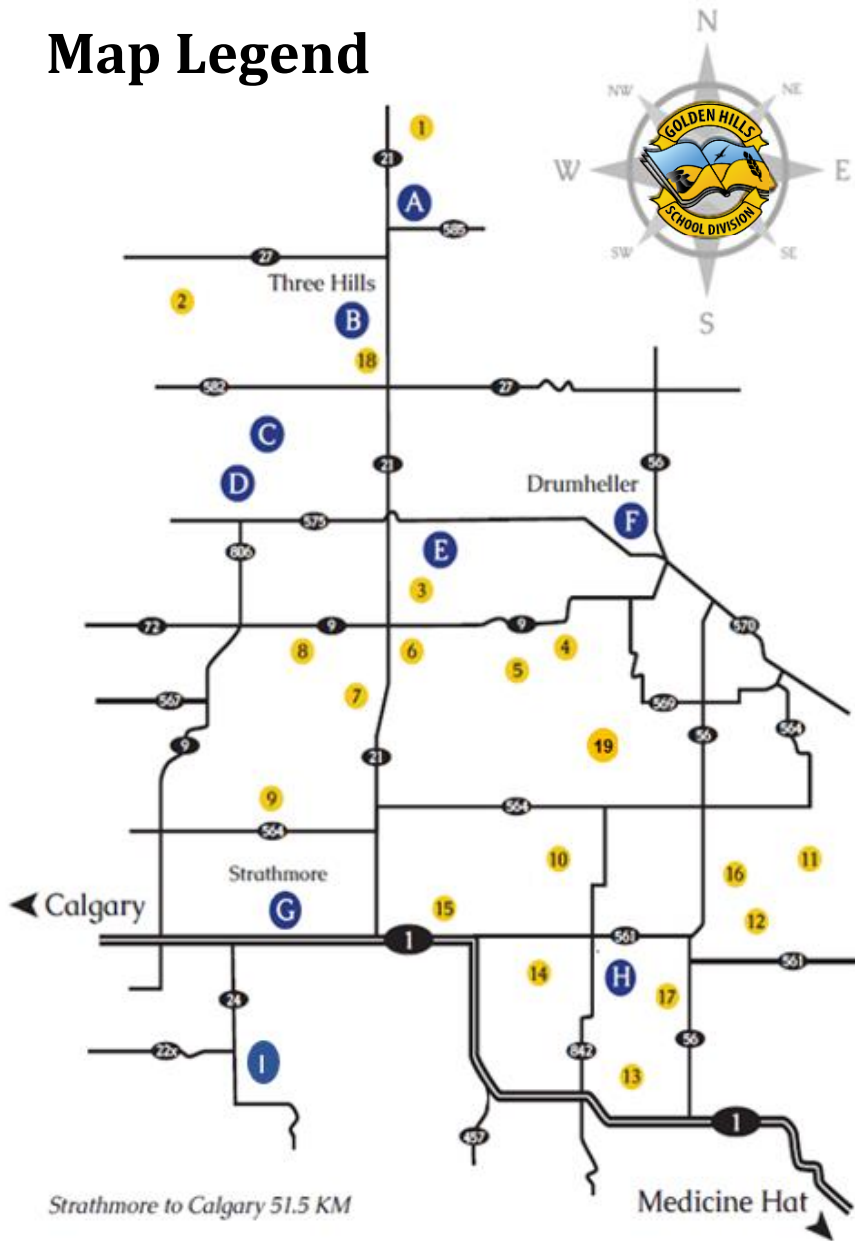 Map Legend
N
NW
NE
GOLDEN HILLS
W
E
SCHOOL DIVISION
SW
SE
S
1
21
A
585
27
Three Hills
2
B
18
582
27
C
21
56
D
Drumheller
F
575
E
806
3
72
9
9
570
8
6
4
5
7
567
569
9
56
564
19
21
9
564
564
Strathmore
10
16
11
Calgary
G
15
12
1
561
14
H
561
24
17
22x
I
842
56
13
457
1
Strathmore to Calgary 51.5 KM
Medicine Hat